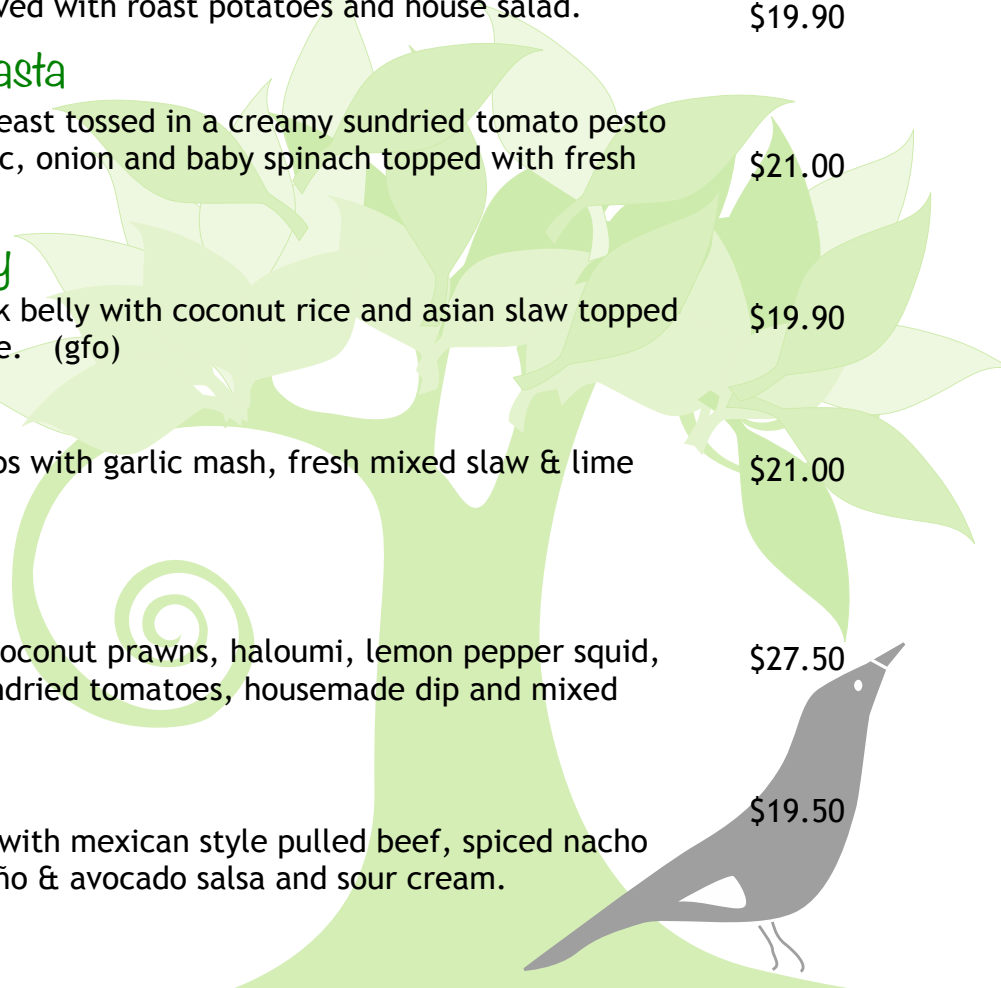 ved with roast potatoes and house salad. $19.90
asta
east tossed in a creamy sundried tomato pesto
c, onion and baby spinach topped with fresh $21.00
y
k belly with coconut rice and asian slaw topped $19.90
e. (gfo)
os with garlic mash, fresh mixed slaw & lime $21.00
oconut prawns, haloumi, lemon pepper squid, $27.50
ndried tomatoes, housemade dip and mixed
$19.50
with mexican style pulled beef, spiced nacho
ño & avocado salsa and sour cream.